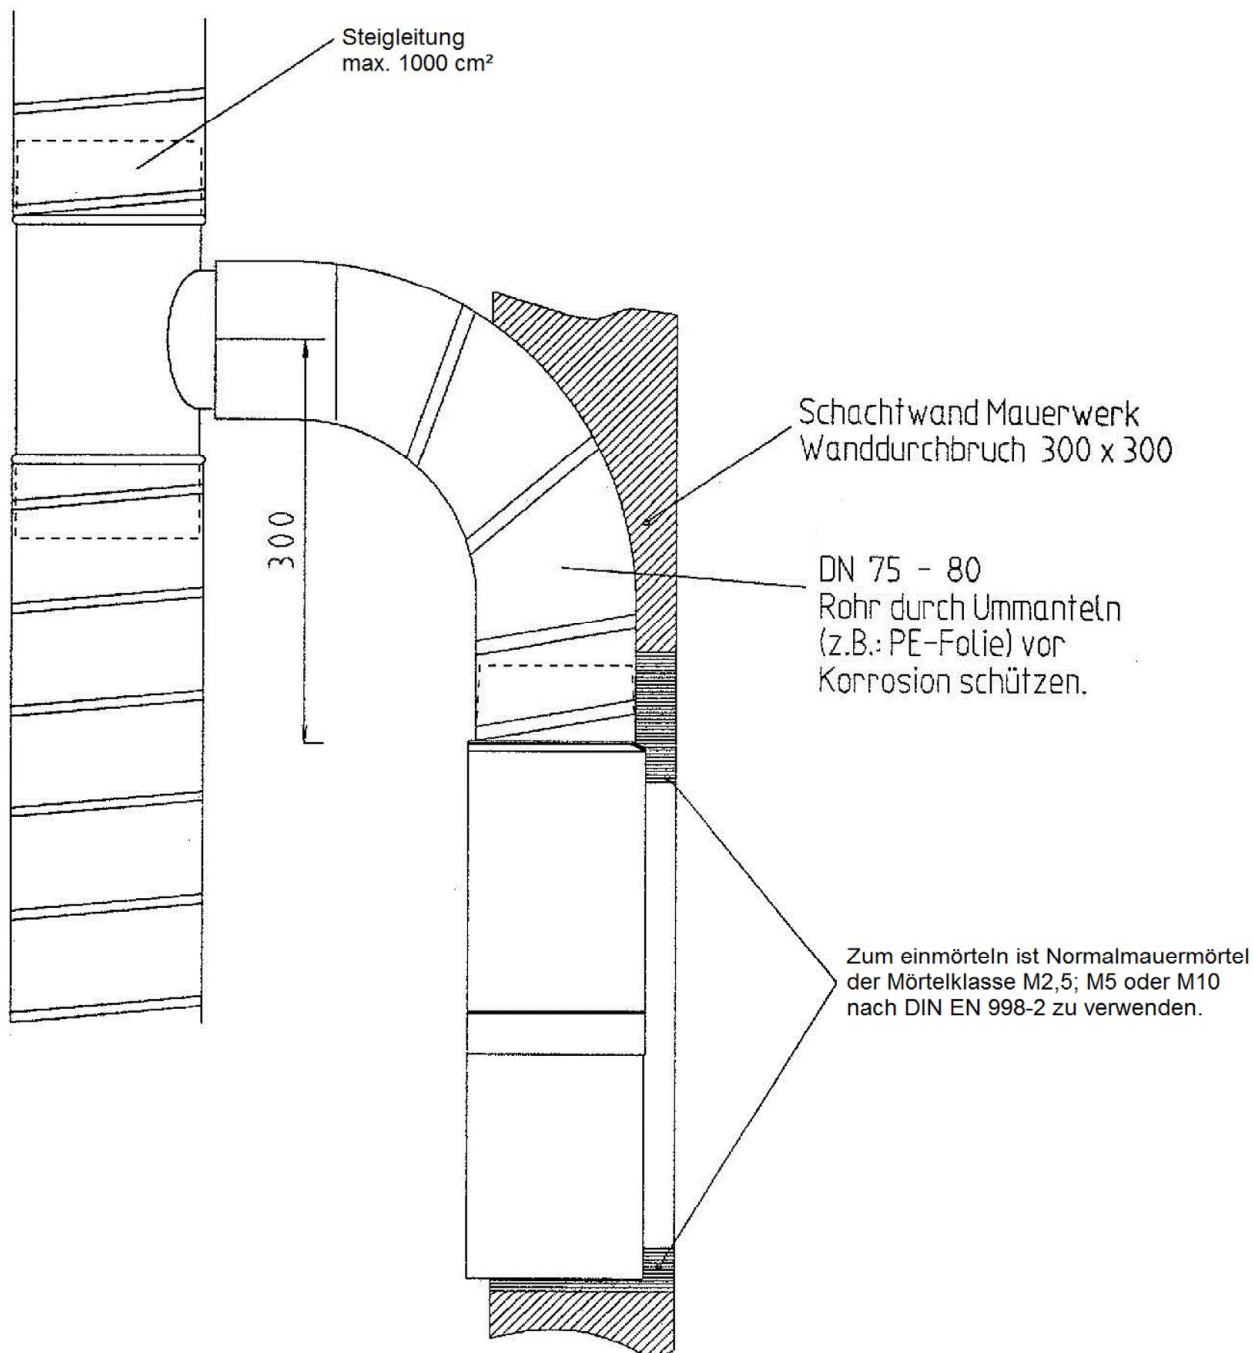 Steigleitung
max. 1000 cm²
Schachtwand Mauerwerk
Wanddurchbruch 300 x 300
300
DN 75 - 80
Rohr durch Ummanteln
(z.B.: PE-Folie) vor
Korrosion schützen.
Zum einmörteln ist Normalmauermörtel
der Mörtelklasse M2,5; M5 oder M10
nach DIN EN 998-2 zu verwenden.